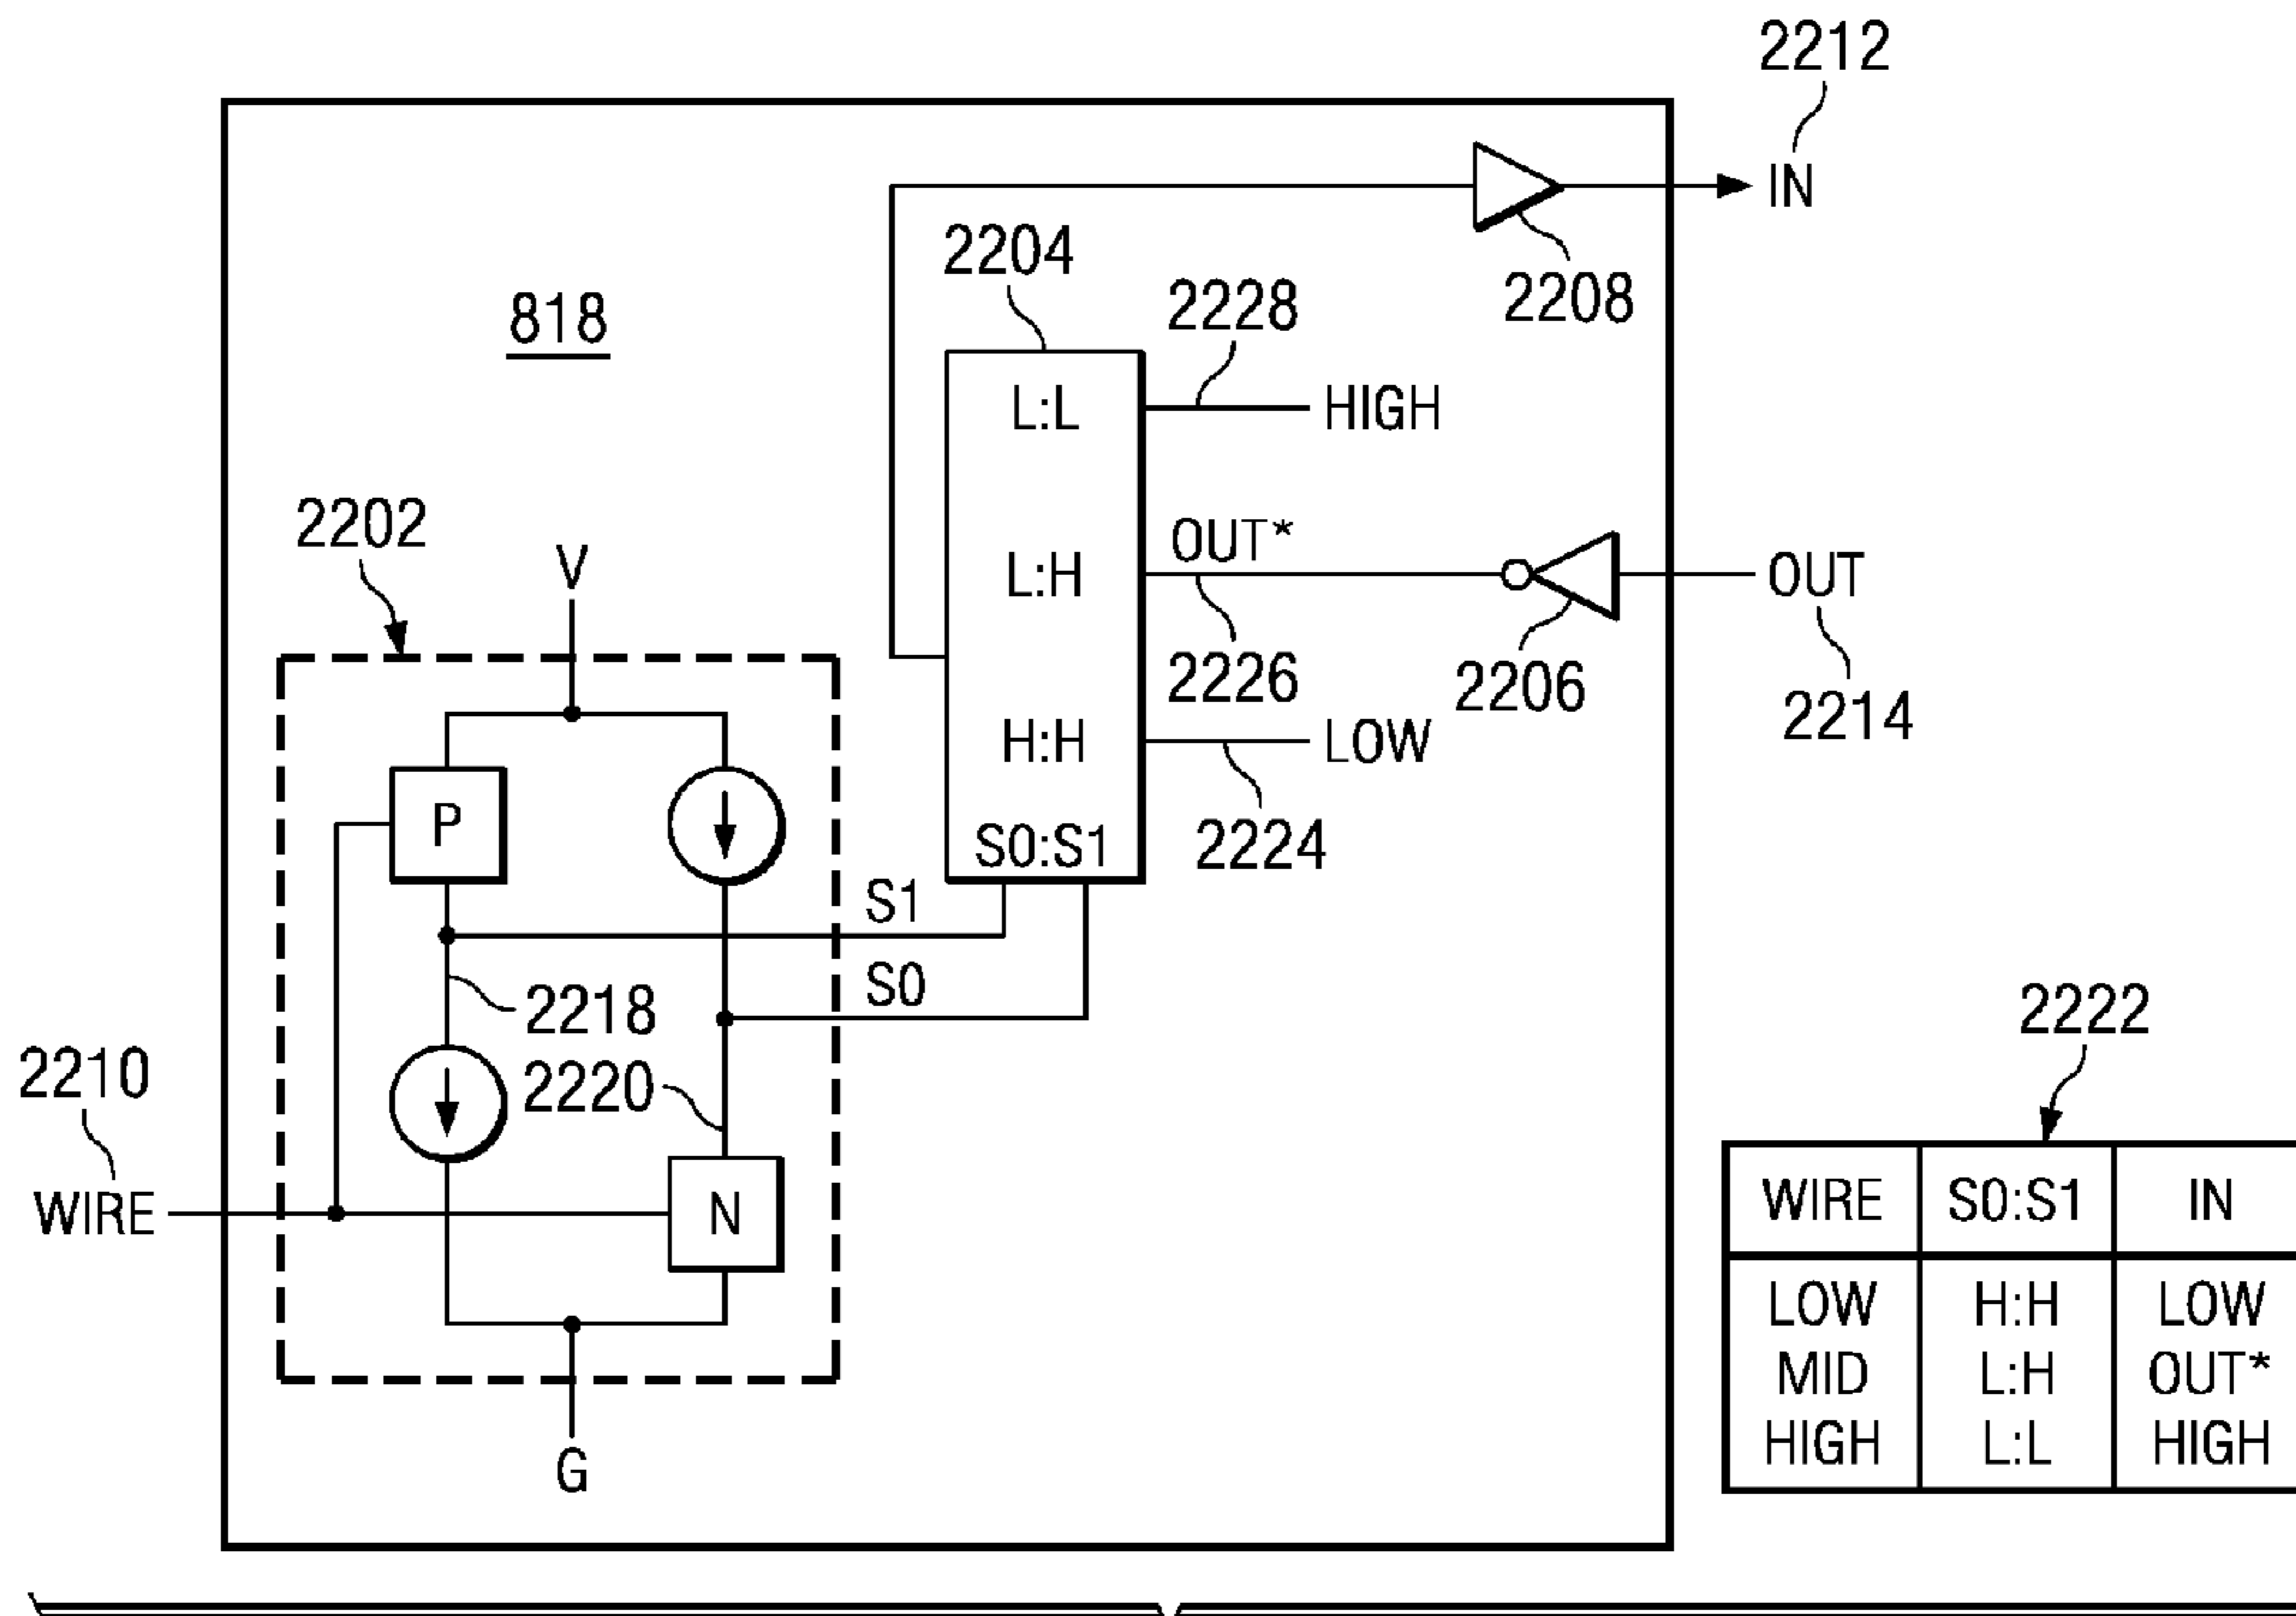 2212
IN
2208
2204
2228
818
L:L
HIGH
2202
V
OUT*
L:H
OUT
2226
2206
2214
H:H
LOW
P
S0:S1
2224
S1
S0
2218
2222
2210
2220
WIRE
N
G
WIRE S0:S1 IN
LOW H:H LOW
MID L:H OUT*
HIGH L:L HIGH